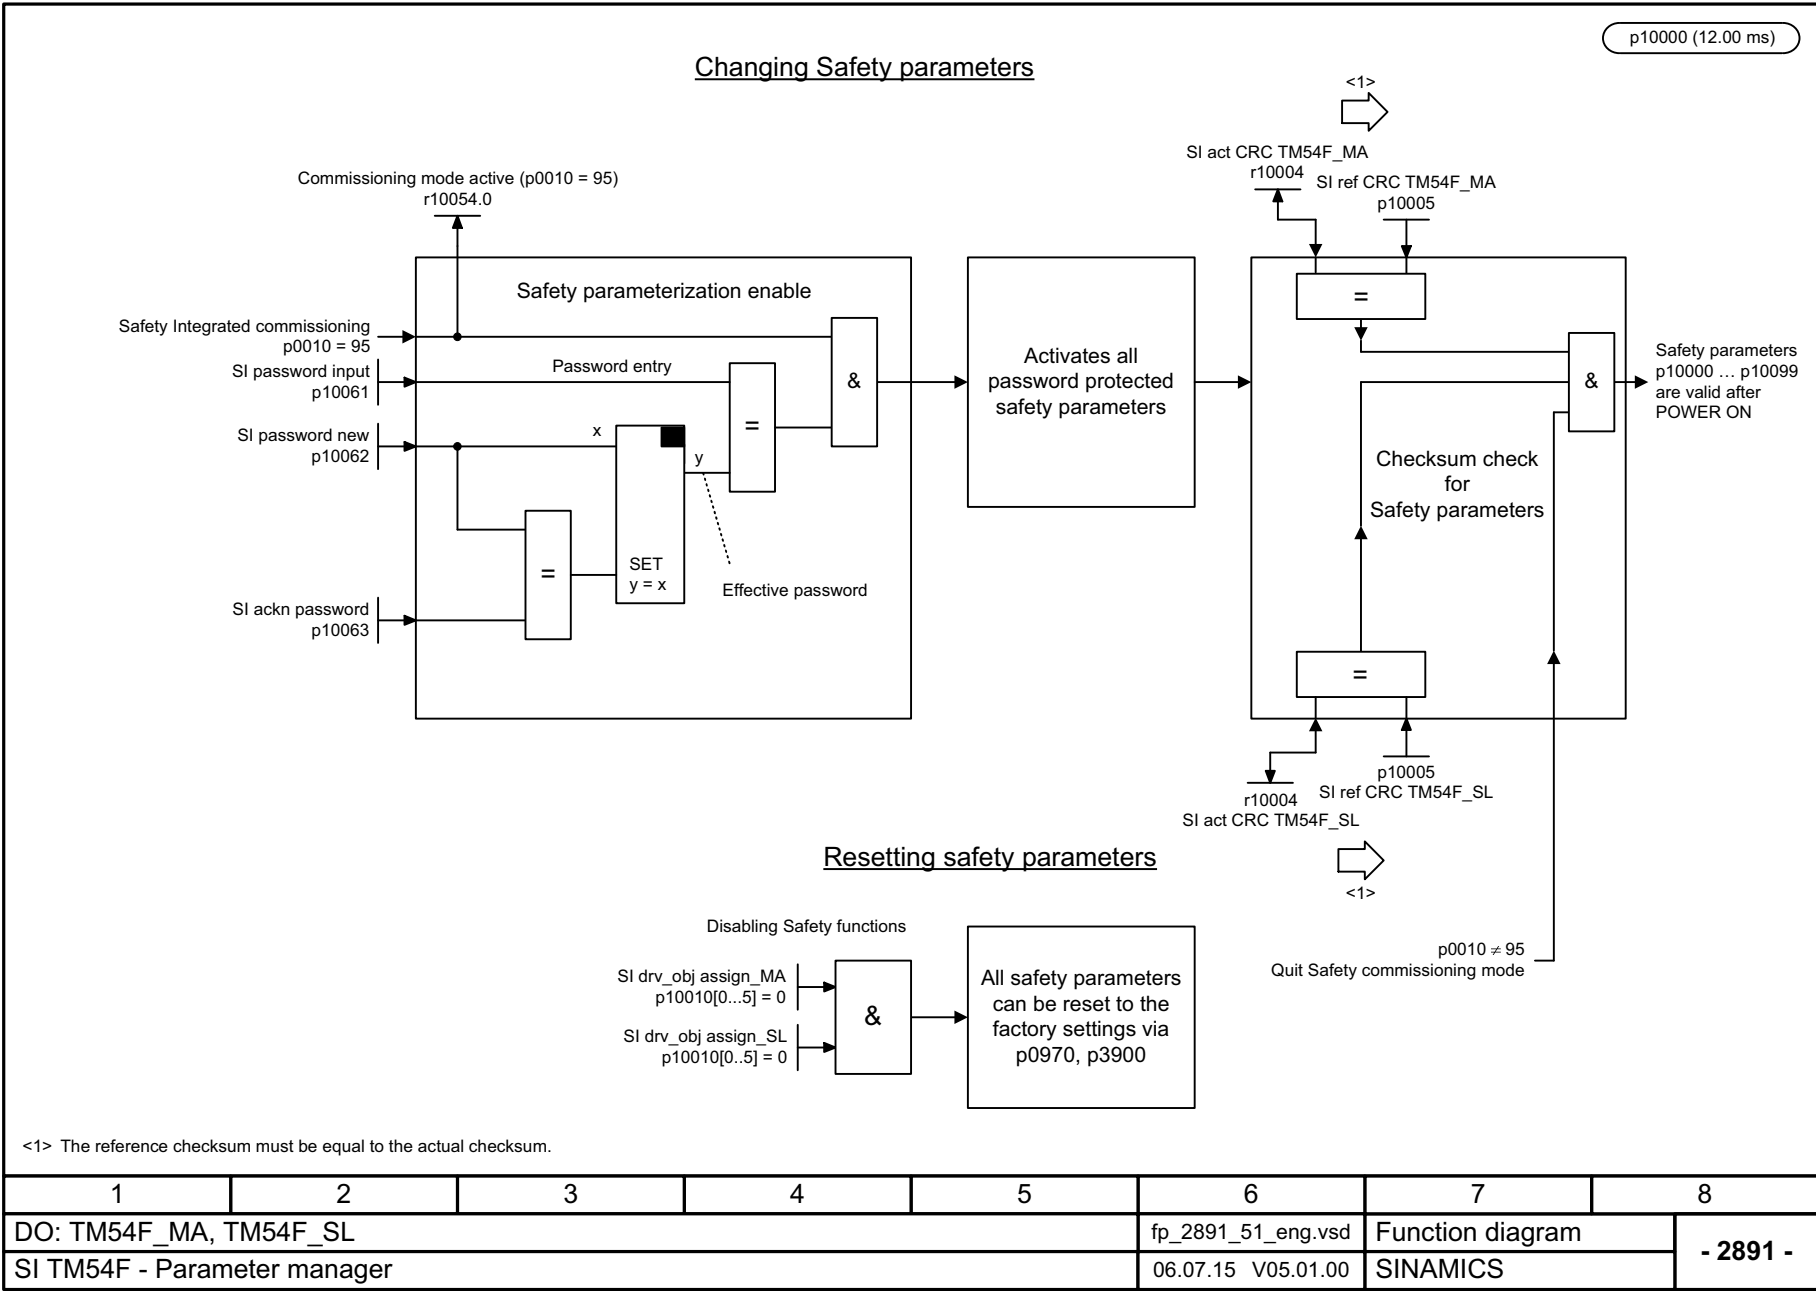 p10000 (12.00 ms)
Changing Safety parameters
<1>
SI act CRC TM54F_MA
r10004
SI ref CRC TM54F_MA
p10005
Commissioning mode active (p0010 = 95)
r10054.0
Safety parameterization enable
Safety Integrated commissioning
p0010 = 95
SI password input
p10061
Password entry
SI password new
p10062
x
y
=
&
=
SET
y = x
Effective password
SI ackn password
p10063
Activates all
password protected
safety parameters
=
&
Safety parameters
p10000 … p10099
are valid after
POWER ON
Checksum check
for
Safety parameters
=
r10004
SI act CRC TM54F_SL
p10005
SI ref CRC TM54F_SL
<1>
p0010 ≠ 95
Quit Safety commissioning mode
Resetting safety parameters
Disabling Safety functions
SI drv_obj assign_MA
p10010[0...5] = 0
SI drv_obj assign_SL
p10010[0..5] = 0
&
All safety parameters
can be reset to the
factory settings via
p0970, p3900
<1> The reference checksum must be equal to the actual checksum.
1 2 3 4 5 6 7 8
DO: TM54F_MA, TM54F_SL
fp_2891_51_eng.vsd
Function diagram
- 2891 -
SI TM54F - Parameter manager
06.07.15 V05.01.00
SINAMICS